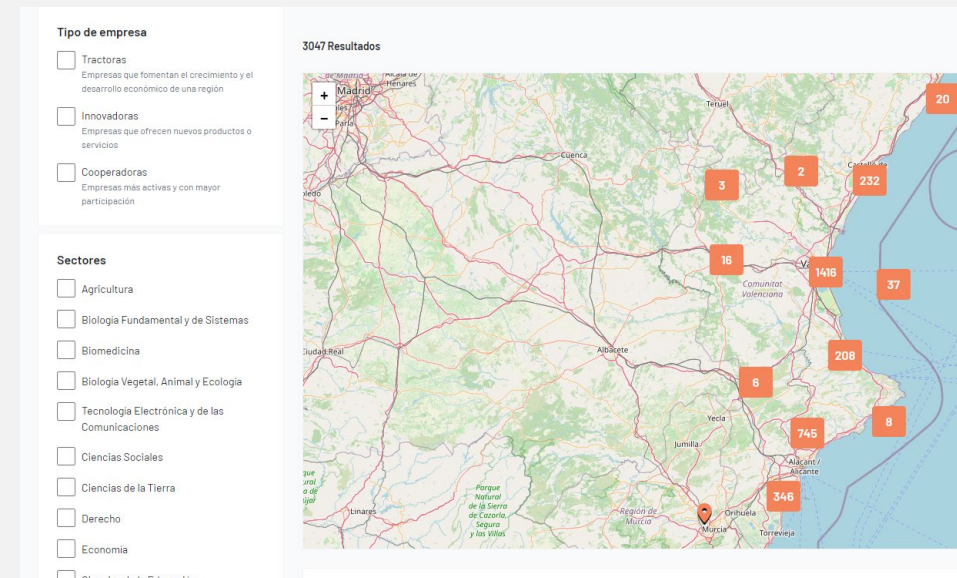 Tipo de empresa
Tractoras
Empresas que fomentan el crecimiento y el
desarrollo económico de una región
Innovadoras
Empresas que ofrecen nuevos productos o
servicios
Cooperadoras
Empresas más activas y con mayor
participación
Sectores
Agricultura
Biología Fundamental y de Sistemas
Biomedicina
Biología Vegetal, Animal y Ecología
Tecnología Electrónica y de las
Comunicaciones
Ciencias Sociales
Ciencias de la Tierra
Derecho
Economía
3047 Resultados
+
−
Madrid
Henares
Parla
Teruel
20
Cuenca
2
3
232
16
1416
Comunitat
Valenciana
37
Ciudad Real
Albacete
208
6
Yecla
8
745
Jumilla
Alacant /
Alicante
Parque
Natural
de la Sierra
de Cazorla,
Segura
y las Villas
346
Linares
Región de
Murcia
Orihuela
Murcia
Torrevieja